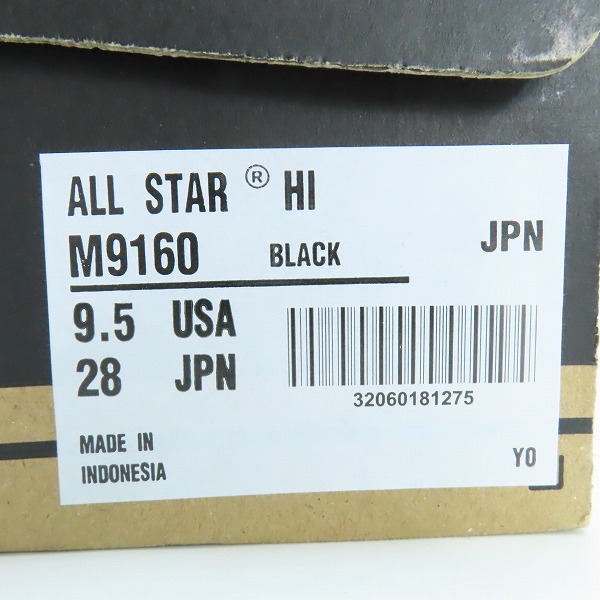 ALL STAR ® HI
M9160 BLACK JPN
9.5 USA
28 JPN
32060181275
MADE IN
INDONESIA
YO